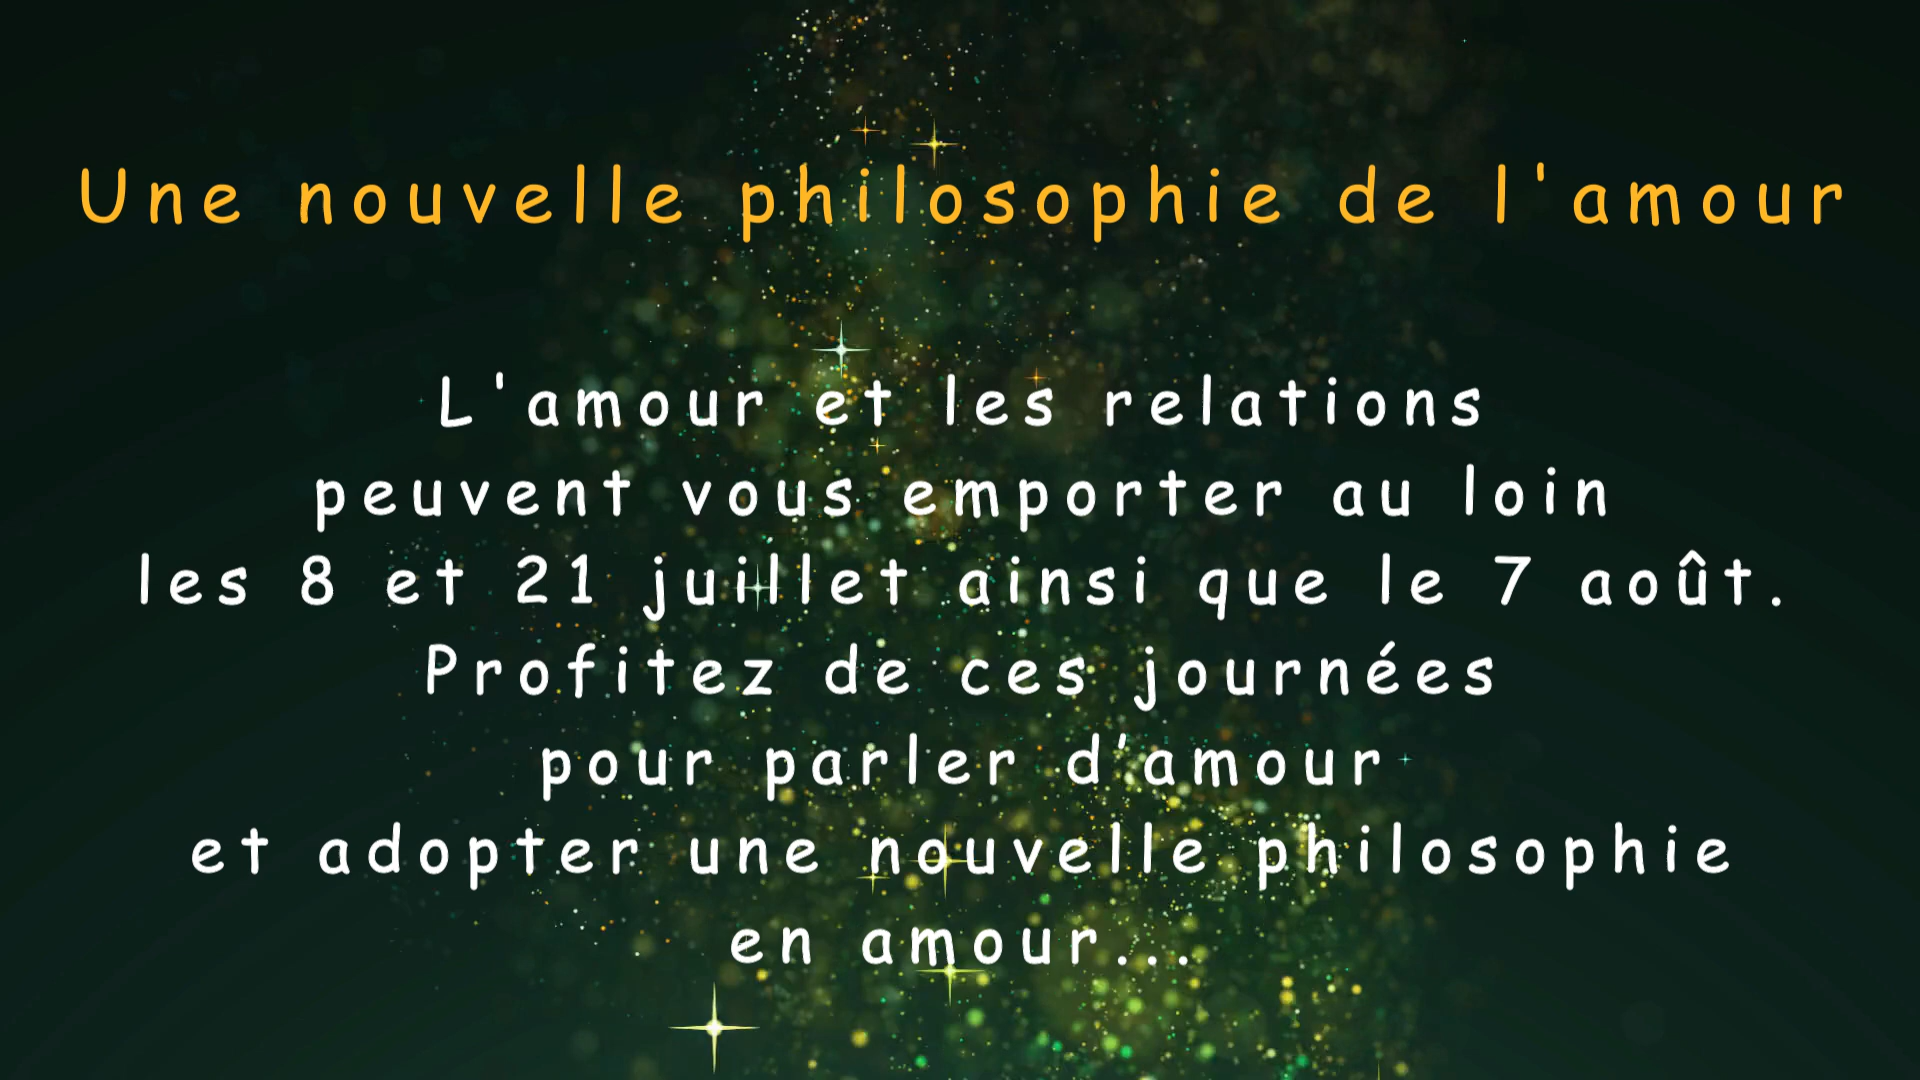 Une nouvelle philosophie de l'amour
L'amour et les relations
peuvent vous emporter au loin
les 8 et 21 juillet ainsi que le 7 août.
Profitez de ces journées
pour parler d'amour
et adopter une nouvelle philosophie
en amour...